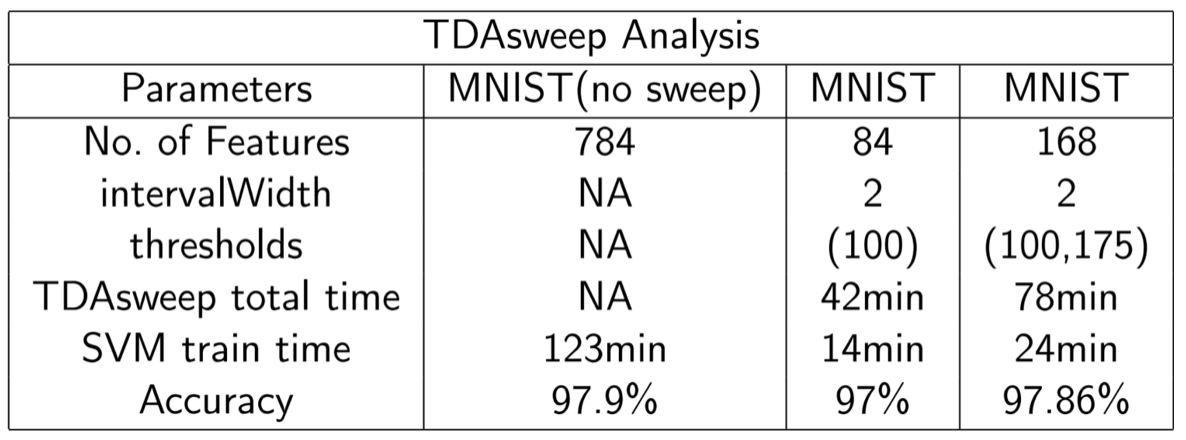 TDAsweep Analysis
Parameters MNIST(no sweep) MNIST MNIST
No. of Features 784 84 168
intervalWidth NA 2 2
thresholds NA (100) (100,175)
TDAsweep total time NA 42min 78min
SVM train time 123min 14min 24min
Accuracy 97.9% 97% 97.86%